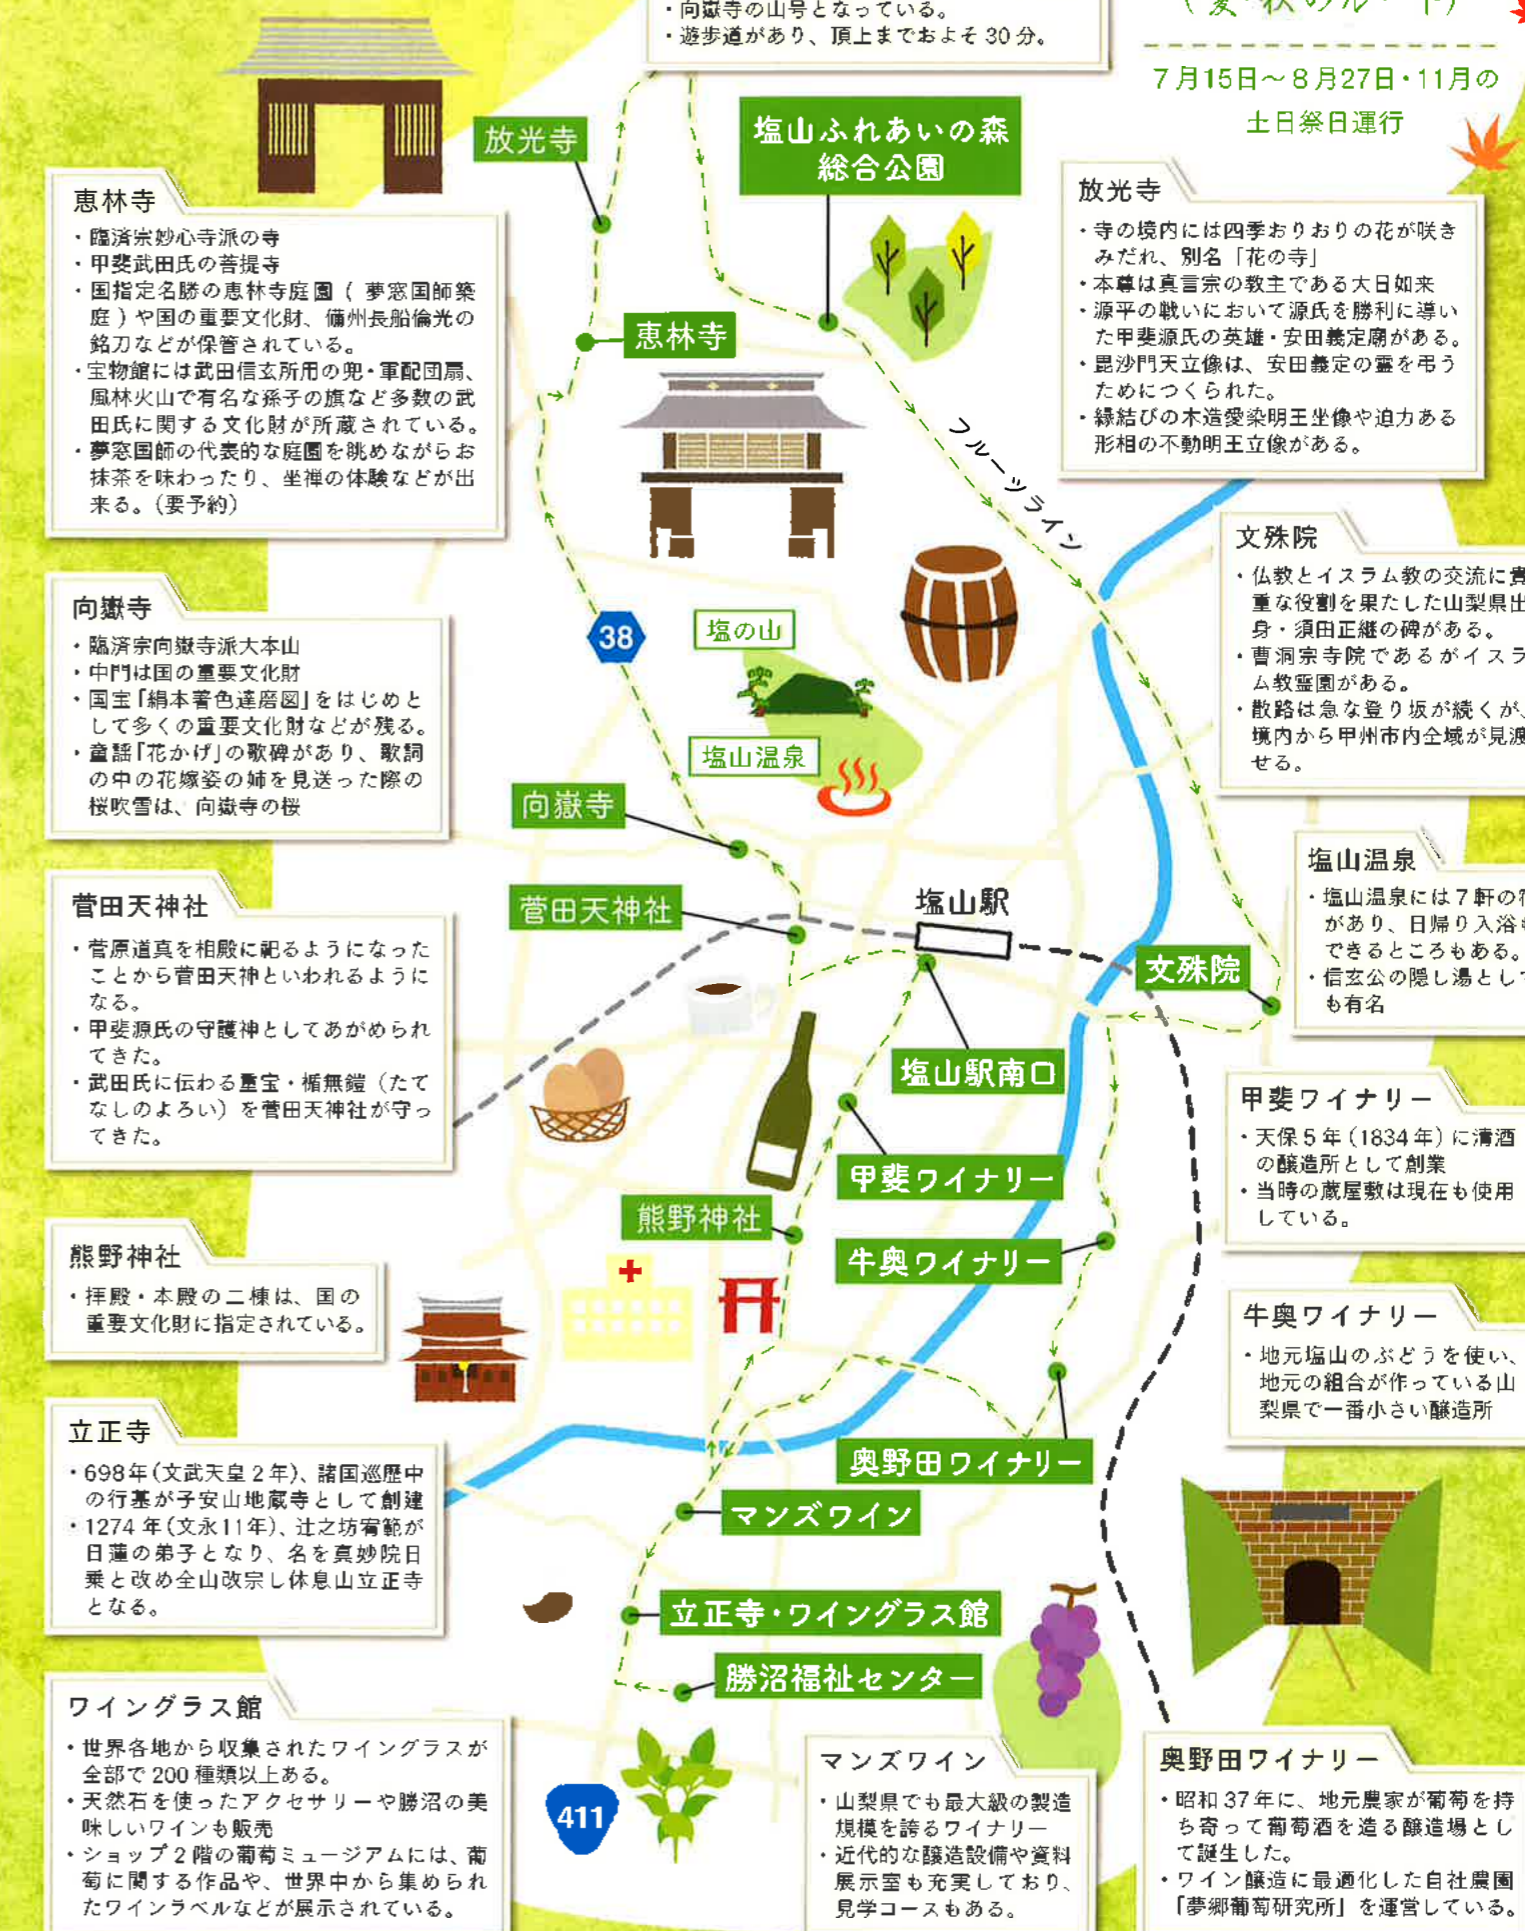 ・向嶽寺の山号となっている。
・遊歩道があり、頂上までおよそ30分。
7月15日～8月27日・11月の
土日祭日運行
放光寺
塩山ふれあいの森
総合公園
恵林寺
・臨済宗妙心寺派の寺
・甲斐武田氏の菩提寺
・国指定名勝の恵林寺庭園（夢窓国師築
庭）や国の重要文化財、備州長船倫光の
銘刀などが保管されている。
・宝物館には武田信玄所用の兜・軍配団扇、
風林火山で有名な孫子の旗など多数の武
田氏に関する文化財が所蔵されている。
・夢窓国師の代表的な庭園を眺めながらお
抹茶を味わったり、坐禅の体験などが出
来る。（要予約）
放光寺
・寺の境内には四季おりおりの花が咲き
みだれ、別名「花の寺」
・本尊は真言宗の教主である大日如来
・源平の戦いにおいて源氏を勝利に導い
た甲斐源氏の英雄・安田義定廟がある。
・毘沙門天立像は、安田義定の霊を弔う
ためにつくられた。
・縁結びの木造愛染明王坐像や迫力ある
形相の不動明王立像がある。
恵林寺
フルーツライン
文殊院
・仏教とイスラム教の交流に貴
重な役割を果たした山梨県出
身・須田正継の碑がある。
・曹洞宗寺院であるがイスラ
ム教霊園がある。
・散路は急な登り坂が続くが、
境内から甲州市内全域が見渡
せる。
向嶽寺
・臨済宗向嶽寺派大本山
・中門は国の重要文化財
・国宝「絹本著色達磨図」をはじめと
して多くの重要文化財などが残る。
・童謡「花かげ」の歌碑があり、歌詞
の中の花嫁姿の姉を見送った際の
桜吹雪は、向嶽寺の桜
38
塩の山
塩山温泉
向嶽寺
菅田天神社
塩山駅
文殊院
塩山温泉
・塩山温泉には7軒の
があり、日帰り入浴
できるところもある。
・信玄公の隠し湯として
も有名
菅田天神社
・菅原道真を相殿に祀るようになった
ことから菅田天神といわれるように
なる。
・甲斐源氏の守護神としてあがめられ
てきた。
・武田氏に伝わる重宝・楯無鎧（たて
なしのよろい）を菅田天神社が守っ
てきた。
塩山駅南口
甲斐ワイナリー
熊野神社
牛奥ワイナリー
甲斐ワイナリー
・天保5年（1834年）に清酒
の醸造所として創業
・当時の蔵屋敷は現在も使用
している。
熊野神社
・拝殿・本殿の二棟は、国の
重要文化財に指定されている。
牛奥ワイナリー
・地元塩山のぶどうを使い、
地元の組合が作っている山
梨県で一番小さい醸造所
立正寺
・698年（文武天皇2年）、諸国巡歴中
の行基が子安山地蔵寺として創建
・1274年（文永11年）、辻之坊宥範が
日蓮の弟子となり、名を真妙院日
乗と改め全山改宗し休息山立正寺
となる。
奥野田ワイナリー
マンズワイン
立正寺・ワイングラス館
勝沼福祉センター
ワイングラス館
・世界各地から収集されたワイングラスが
全部で200種類以上ある。
・天然石を使ったアクセサリーや勝沼の美
味しいワインも販売
・ショップ2階の葡萄ミュージアムには、葡
萄に関する作品や、世界中から集められ
たワインラベルなどが展示されている。
411
マンズワイン
・山梨県でも最大級の製造
規模を誇るワイナリー
・近代的な醸造設備や資料
展示室も充実しており、
見学コースもある。
奥野田ワイナリー
・昭和37年に、地元農家が葡萄を持
ち寄って葡萄酒を造る醸造場とし
て誕生した。
・ワイン醸造に最適化した自社農園
「夢郷葡萄研究所」を運営している。